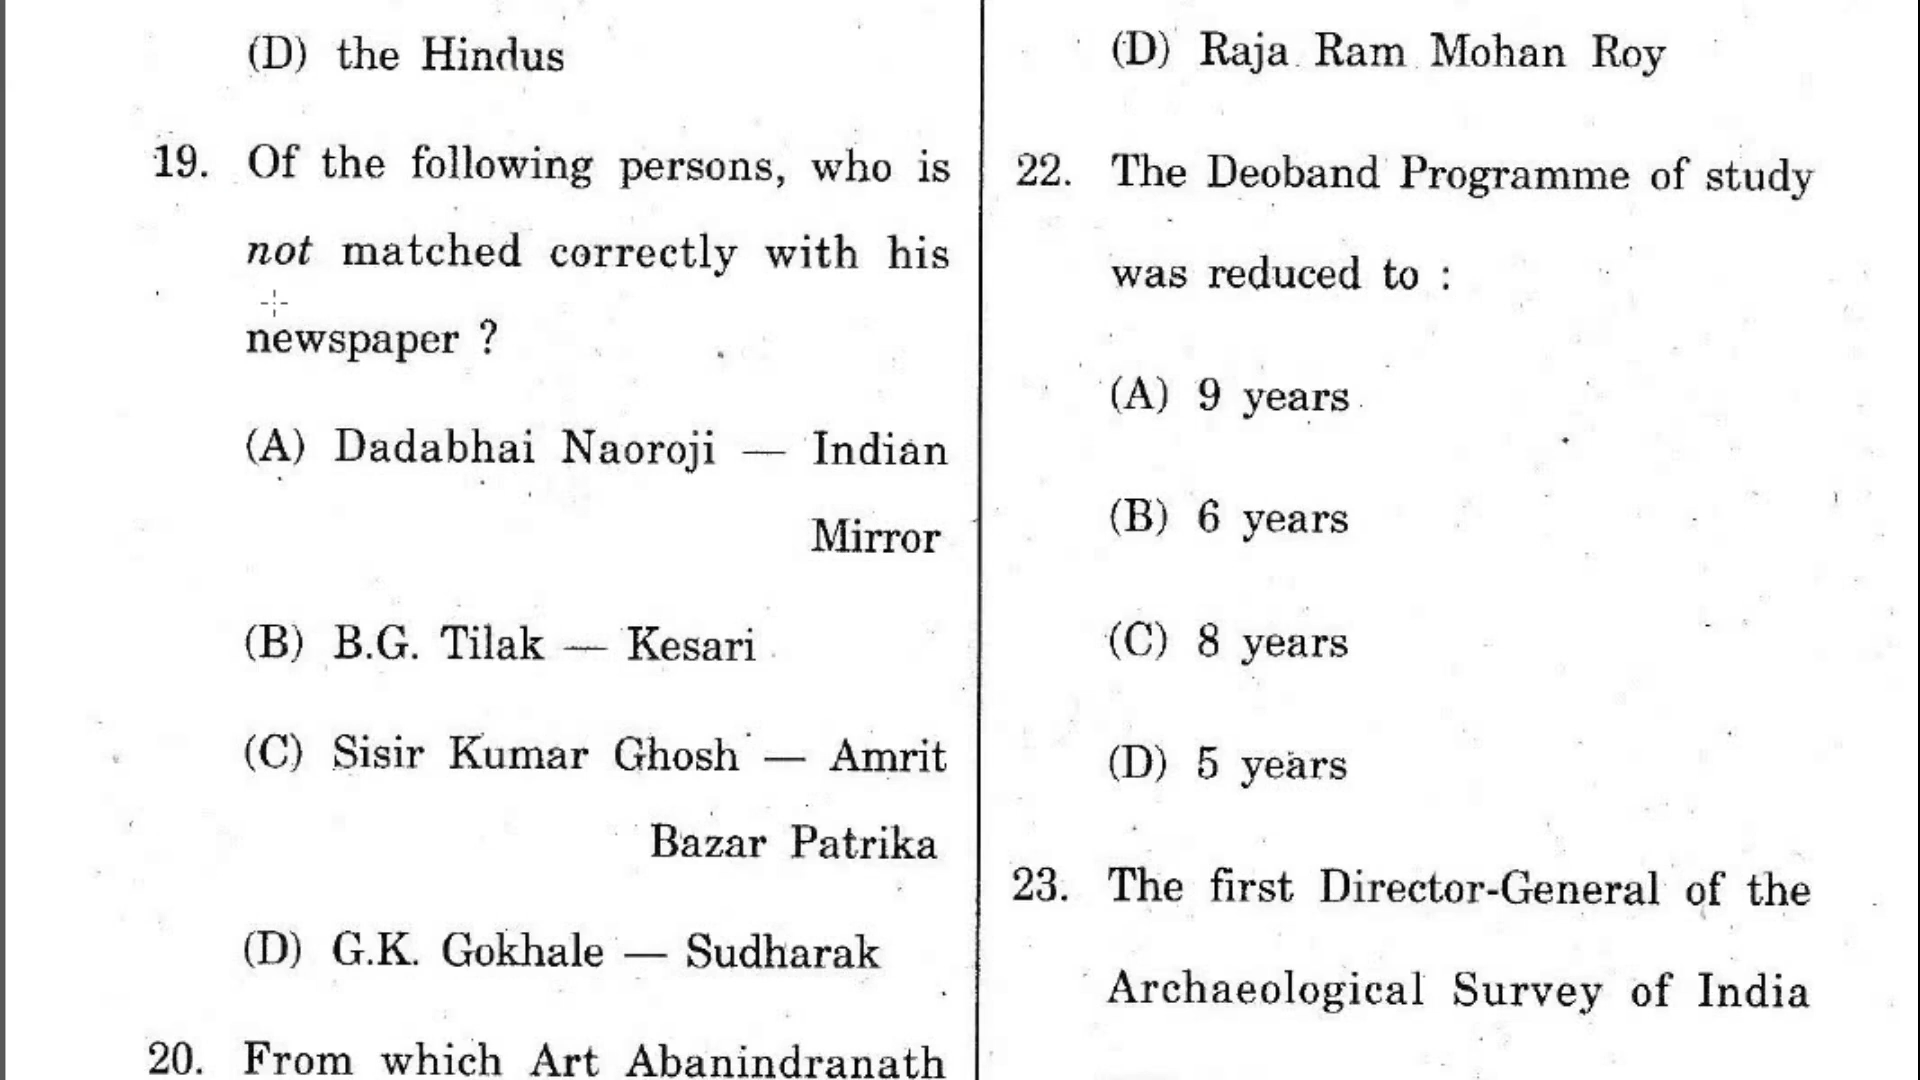 (D) the Hindus
19. Of the following persons, who is
not matched correctly with his
newspaper ?
(A) Dadabhai Naoroji — Indian
Mirror
(B) B.G. Tilak — Kesari
(C) Sisir Kumar Ghosh — Amrit
Bazar Patrika
(D) G.K. Gokhale — Sudharak
20. From which Art Abanindranath
(D) Raja Ram Mohan Roy
22. The Deoband Programme of study
was reduced to :
(A) 9 years
(B) 6 years
(C) 8 years
(D) 5 years
23. The first Director-General of the
Archaeological Survey of India